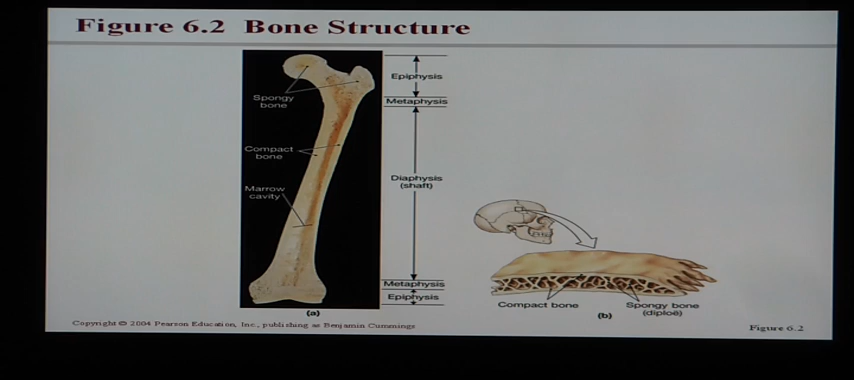 Figure 6.2 Bone Structure
Epiphysis
Spongy
bone
Metaphysis
Compact
bone
Diaphysis
(shaft)
Marrow
cavity
Metaphysis
Epiphysis
(a)
Compact bone
Spongy bone
(diploë)
(b)
Copyright © 2004 Pearson Education, Inc., publishing as Benjamin Cummings
Figure 6.2